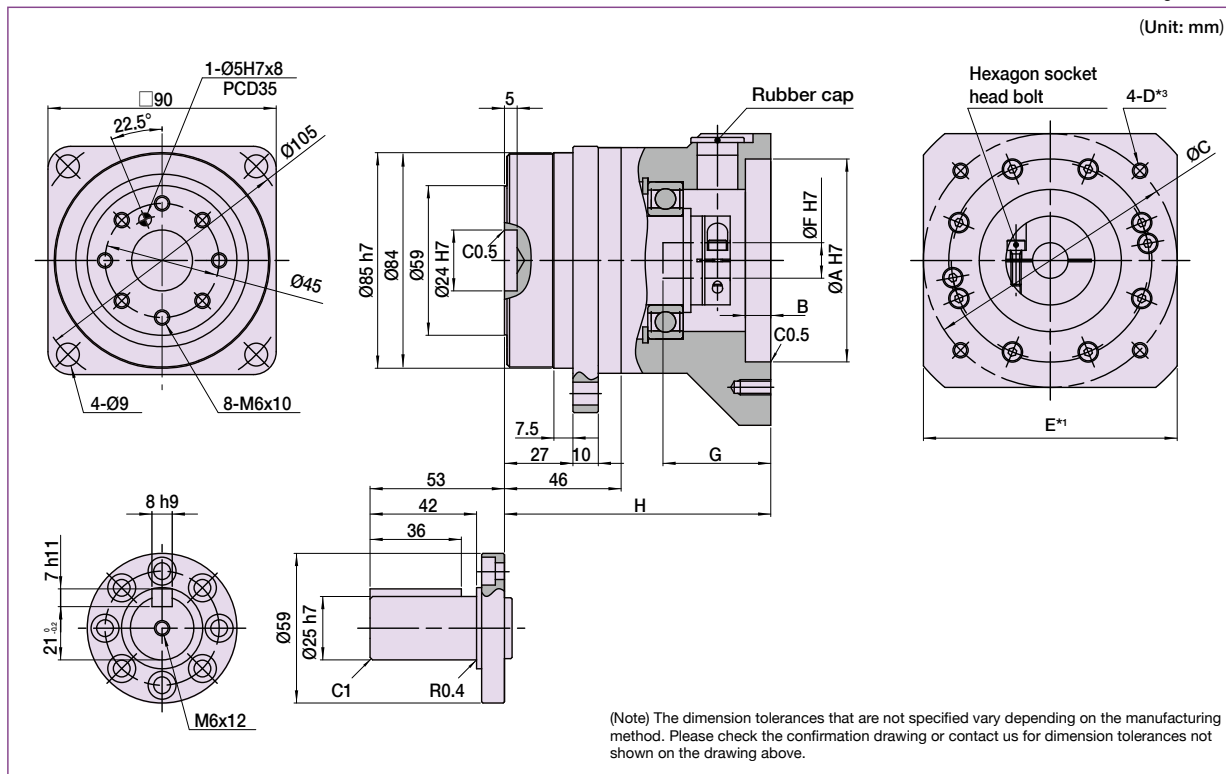 (Unit: mm)
1-Ø5H7x8
PCD35
□90
22.5°
Ø105
Ø45
4-Ø9
8-M6x10
5
Rubber cap
Hexagon socket
head bolt
4-D*3
ØC
Ø85 h7
Ø84
Ø59
Ø24 H7
C0.5
ØF H7
ØA H7
B
C0.5
7.5
27
10
46
G
H
E*1
53
42
36
8 h9
7 h11
21 0 -0.2
M6x12
Ø59
Ø25 h7
C1
R0.4
(Note) The dimension tolerances that are not specified vary depending on the manufacturing
method. Please check the confirmation drawing or contact us for dimension tolerances not
shown on the drawing above.